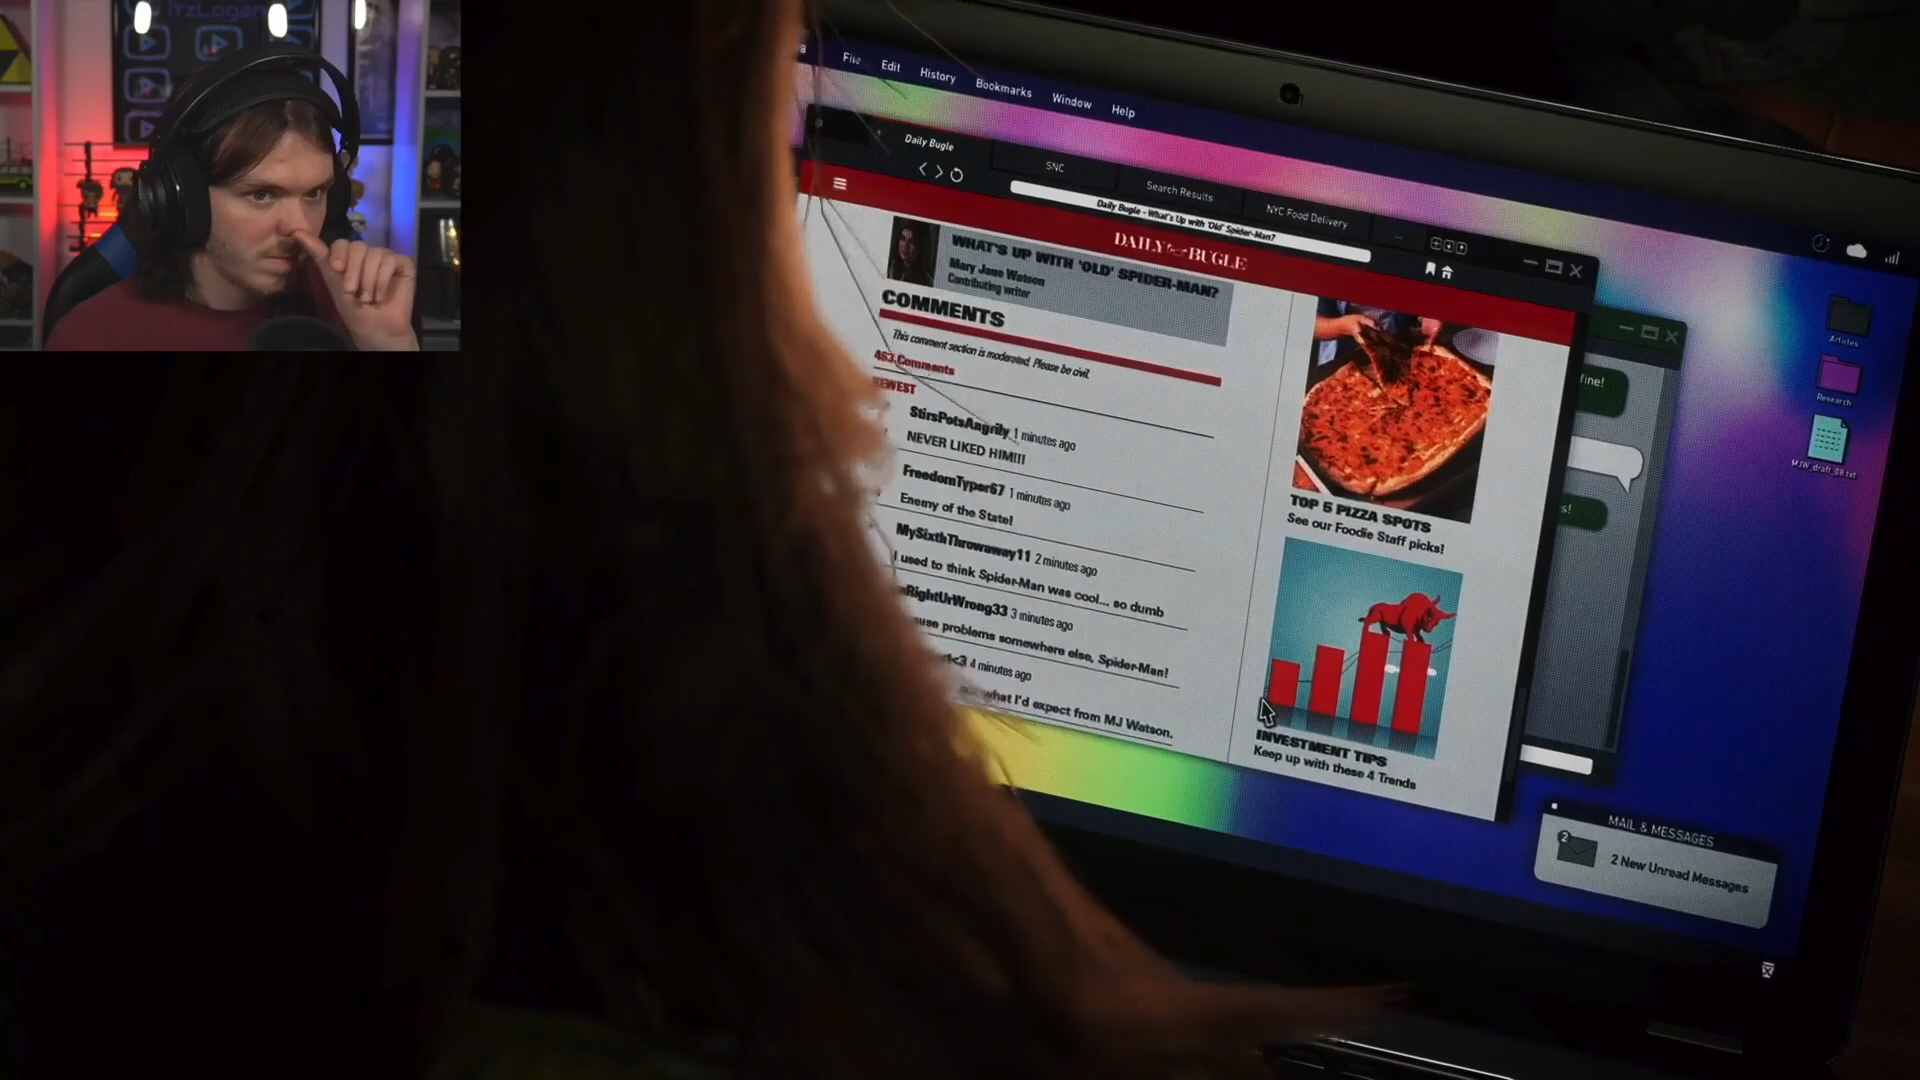 ItzLogan
File Edit History Bookmarks Window Help
Daily Bugle
SNC
Search Results
NYC Food Delivery
Daily Bugle - What's Up with 'Old' Spider-Man?
DAILY BUGLE
WHAT'S UP WITH 'OLD' SPIDER-MAN?
Mary Jane Watson
Contributing writer
COMMENTS
This comment section is moderated. Please be civil.
463 Comments
NEWEST
StirsPotsAngrily 1 minutes ago
NEVER LIKED HIM!!!
FreedomTyper67 1 minutes ago
Enemy of the State!
MySixthThrowaway11 2 minutes ago
I used to think Spider-Man was cool... so dumb
RightUrWrong33 3 minutes ago
problems somewhere else, Spider-Man!
<3 4 minutes ago
what I'd expect from MJ Watson.
TOP 5 PIZZA SPOTS
See our Foodie Staff picks!
INVESTMENT TIPS
Keep up with these 4 Trends
fine!
Articles
Research
MJW_draft_08.txt
MAIL & MESSAGES
2
2 New Unread Messages